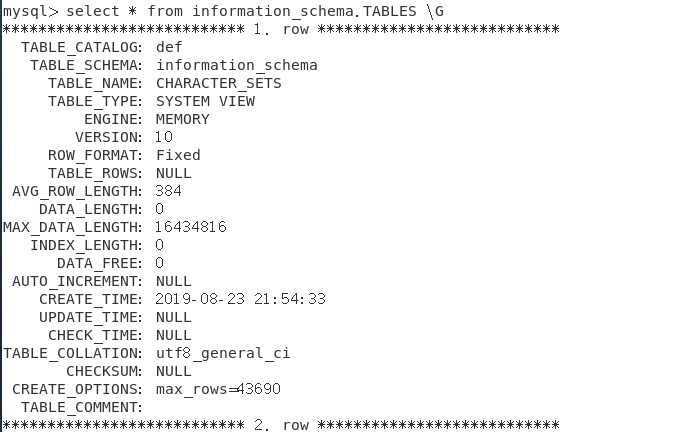 mysql> select * from information_schema.TABLES \G
*************************** 1. row ***************************
TABLE_CATALOG: def
TABLE_SCHEMA: information_schema
TABLE_NAME: CHARACTER_SETS
TABLE_TYPE: SYSTEM VIEW
ENGINE: MEMORY
VERSION: 10
ROW_FORMAT: Fixed
TABLE_ROWS: NULL
AVG_ROW_LENGTH: 384
DATA_LENGTH: 0
MAX_DATA_LENGTH: 16434816
INDEX_LENGTH: 0
DATA_FREE: 0
AUTO_INCREMENT: NULL
CREATE_TIME: 2019-08-23 21:54:33
UPDATE_TIME: NULL
CHECK_TIME: NULL
TABLE_COLLATION: utf8_general_ci
CHECKSUM: NULL
CREATE_OPTIONS: max_rows=43690
TABLE_COMMENT:
*************************** 2. row ***************************